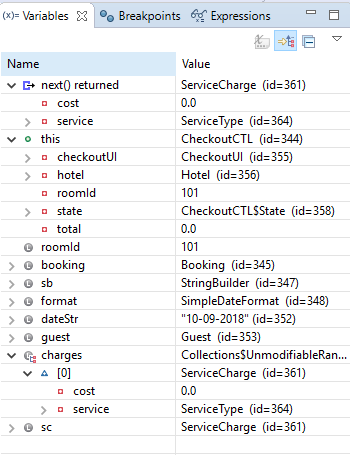 (x)= Variables Breakpoints Expressions
Name Value
next() returned ServiceCharge (id=361)
cost 0.0
service ServiceType (id=364)
this CheckoutCTL (id=344)
checkoutUI CheckoutUI (id=355)
hotel Hotel (id=356)
roomId 101
state CheckoutCTL$State (id=358)
total 0.0
roomId 101
booking Booking (id=345)
sb StringBuilder (id=347)
format SimpleDateFormat (id=348)
dateStr "10-09-2018" (id=352)
guest Guest (id=353)
charges Collections$UnmodifiableRan...
[0] ServiceCharge (id=361)
cost 0.0
service ServiceType (id=364)
sc ServiceCharge (id=361)